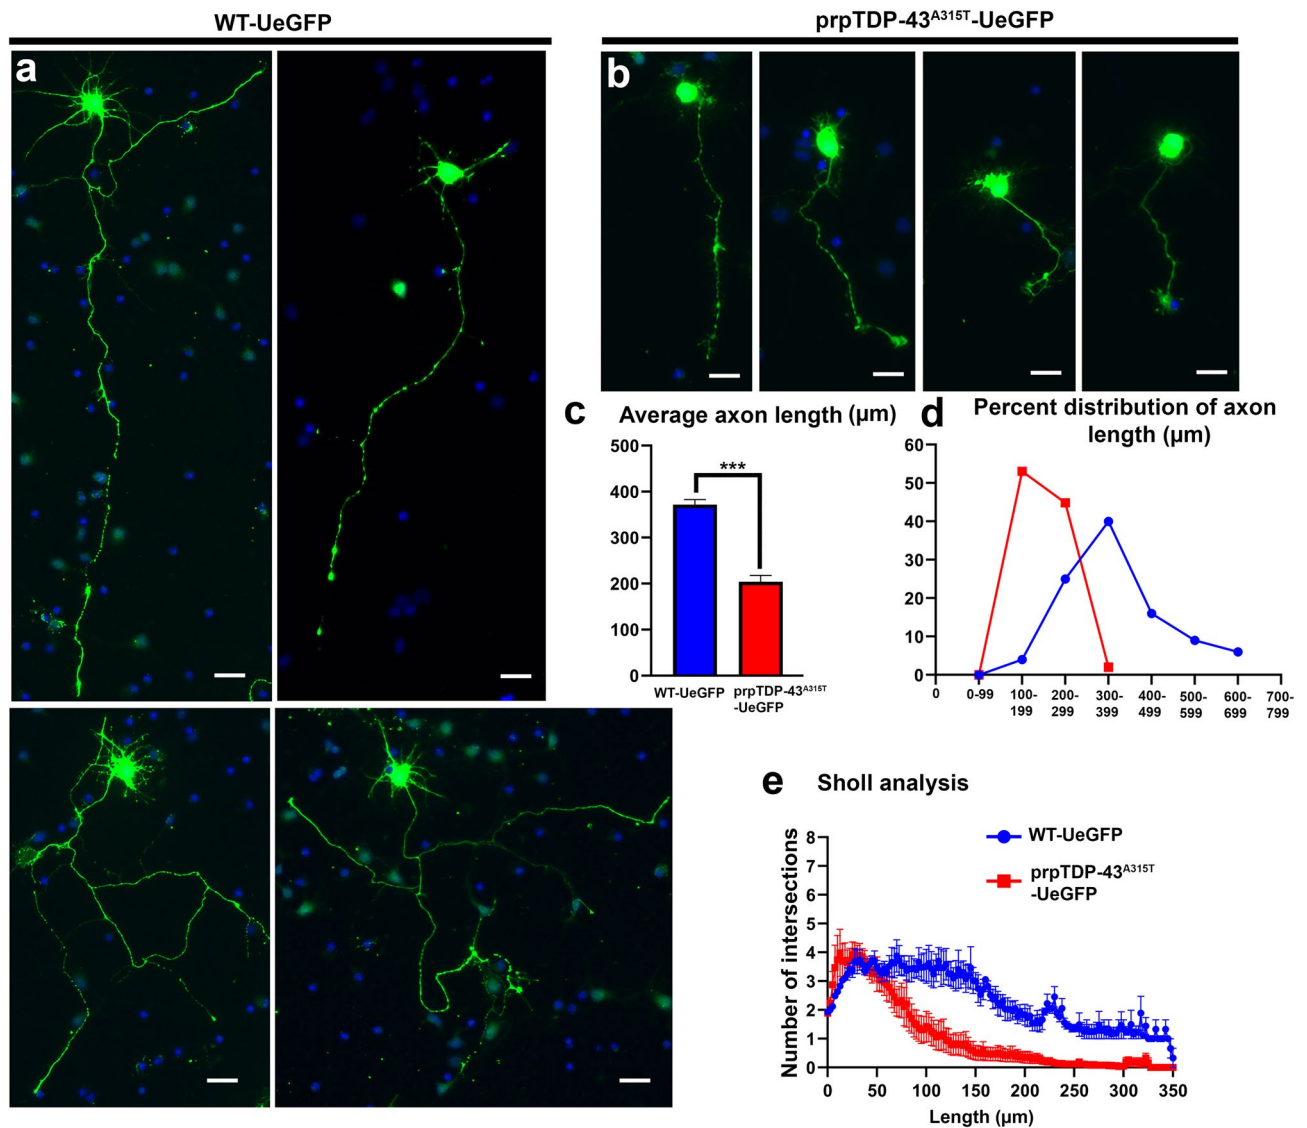 WT-UeGFP
prpTDP-43A315T-UeGFP
a
b
c
Average axon length (µm)
500
400
300
200
100
0
***
WT-UeGFP
prpTDP-43A315T
-UeGFP
d
Percent distribution of axon
length (µm)
60
50
40
30
20
10
0
0
0-99
100-
199
200-
299
300-
399
400-
499
500-
599
600-
699
700-
799
e
Sholl analysis
WT-UeGFP
prpTDP-43A315T
-UeGFP
Number of intersections
8
7
6
5
4
3
2
1
0
0
50
100
150
200
250
300
350
Length (µm)